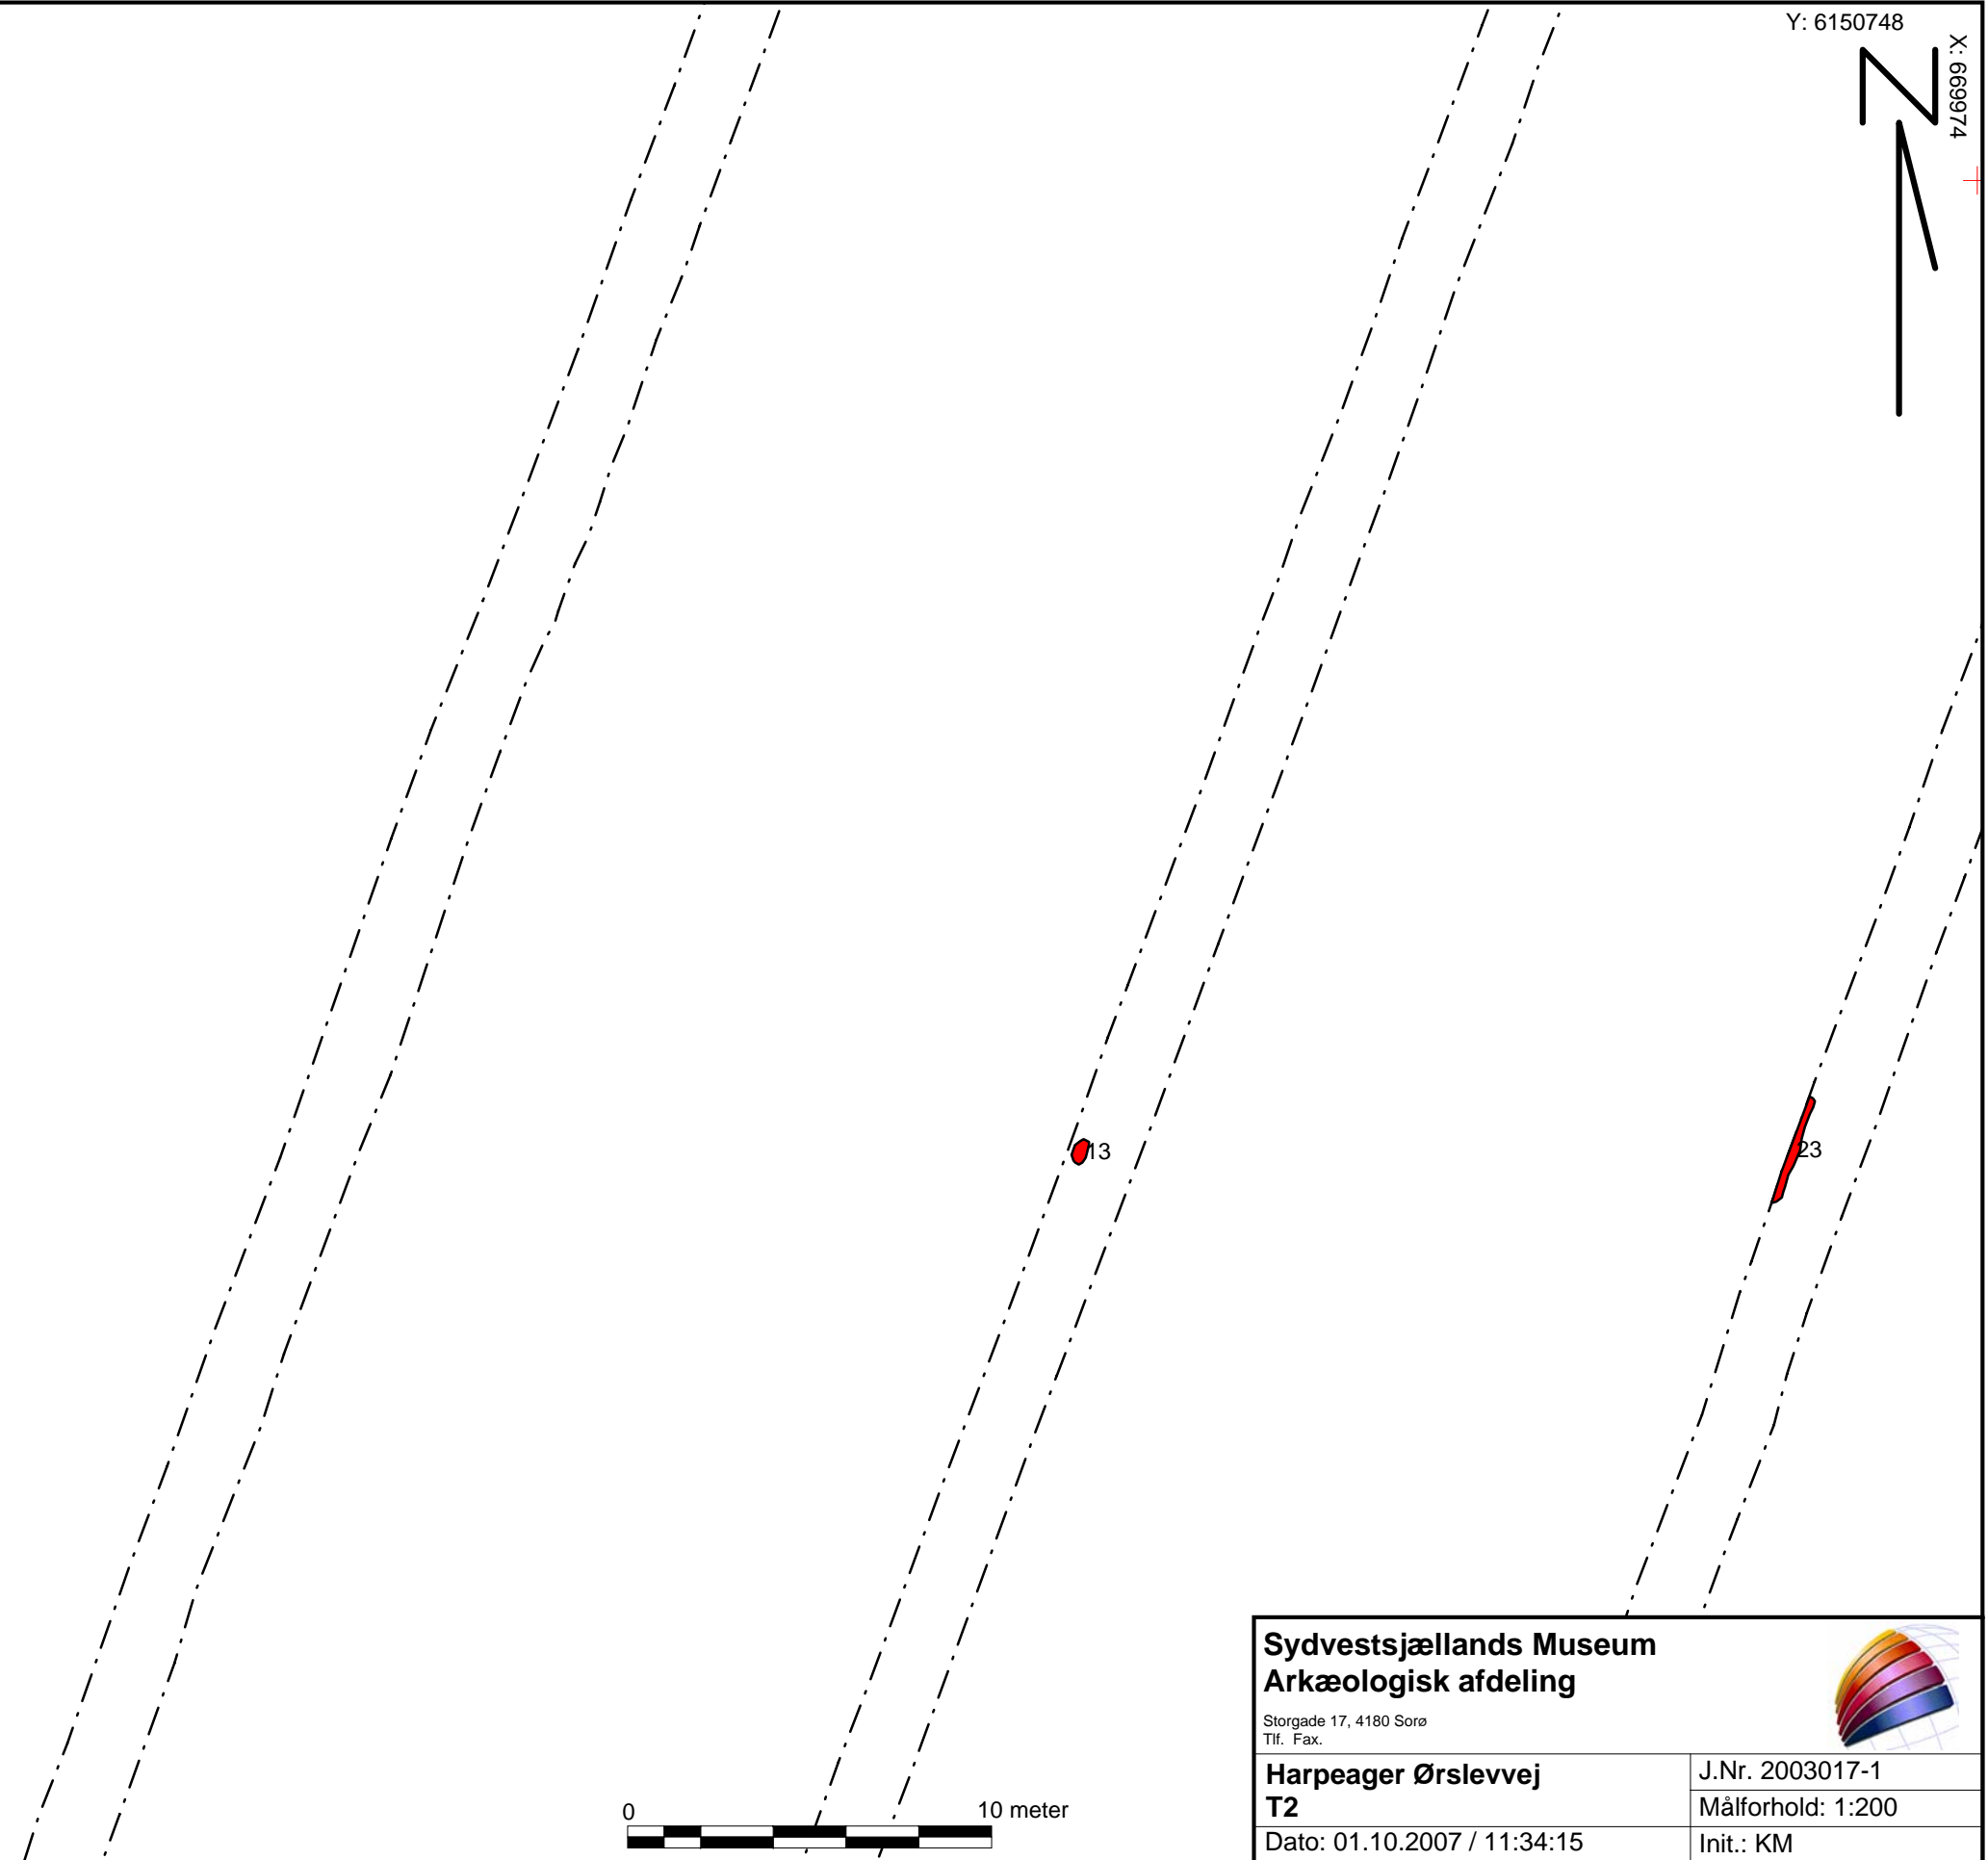 Y: 6150748
X: 669974
13
23
0
10 meter
Sydvestsjællands Museum
Arkæologisk afdeling
Storgade 17, 4180 Sorø
Tlf. Fax.
Harpeager Ørslevvej
T2
J.Nr. 2003017-1
Målforhold: 1:200
Dato: 01.10.2007 / 11:34:15
Init.: KM